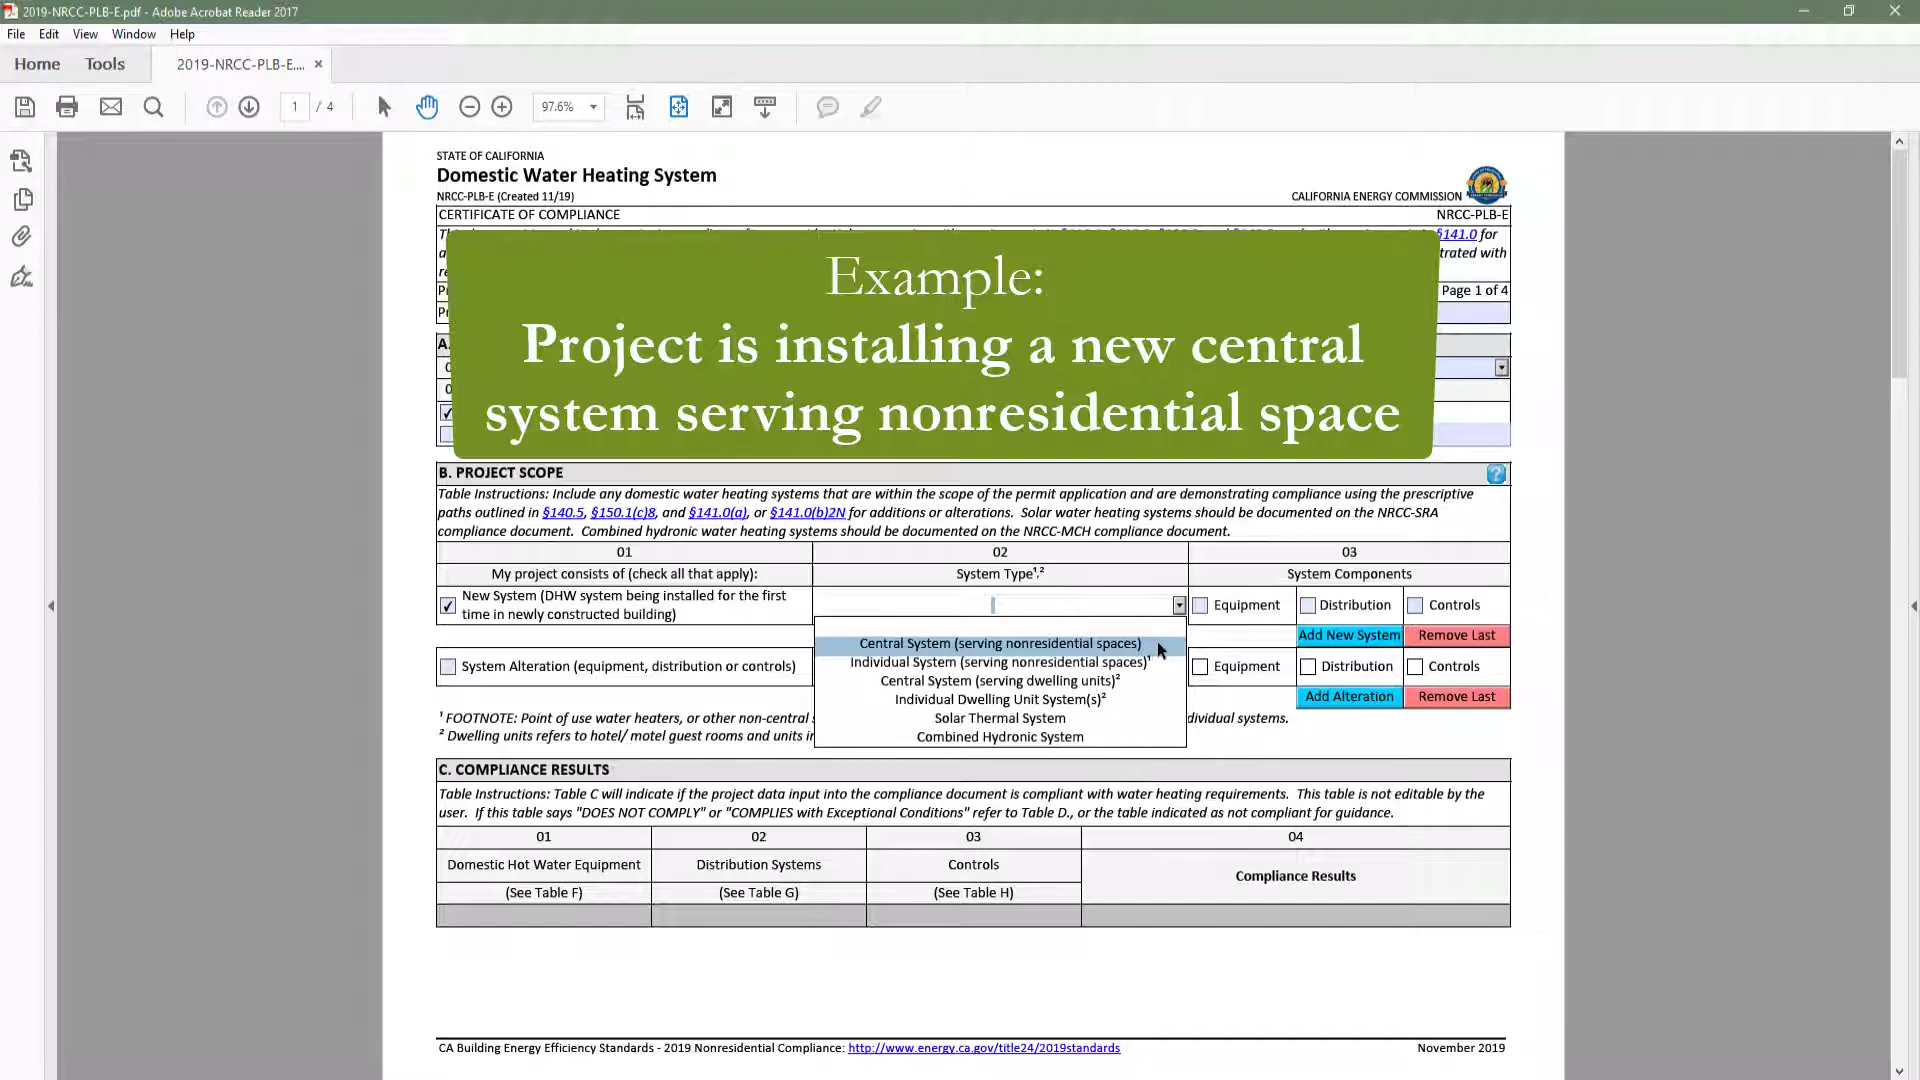 2019-NRCC-PLB-E.pdf - Adobe Acrobat Reader 2017
File Edit View Window Help
Home Tools 2019-NRCC-PLB-E....
1 / 4 97.6%
STATE OF CALIFORNIA
Domestic Water Heating System
NRCC-PLB-E (Created 11/19) CALIFORNIA ENERGY COMMISSION
CERTIFICATE OF COMPLIANCE NRCC-PLB-E
§141.0 for
trated with
Page 1 of 4
Example:
Project is installing a new central
system serving nonresidential space
A.
B. PROJECT SCOPE
Table Instructions: Include any domestic water heating systems that are within the scope of the permit application and are demonstrating compliance using the prescriptive
paths outlined in §140.5, §150.1(c)8, and §141.0(a), or §141.0(b)2N for additions or alterations. Solar water heating systems should be documented on the NRCC-SRA
compliance document. Combined hydronic water heating systems should be documented on the NRCC-MCH compliance document.
01 02 03
My project consists of (check all that apply): System Type¹,² System Components
New System (DHW system being installed for the first
time in newly constructed building)
Equipment Distribution Controls
Add New System Remove Last
Central System (serving nonresidential spaces)
Individual System (serving nonresidential spaces)¹
Central System (serving dwelling units)²
Individual Dwelling Unit System(s)²
Solar Thermal System
Combined Hydronic System
System Alteration (equipment, distribution or controls) Equipment Distribution Controls
Add Alteration Remove Last
¹ FOOTNOTE: Point of use water heaters, or other non-central s dividual systems.
² Dwelling units refers to hotel/ motel guest rooms and units in
C. COMPLIANCE RESULTS
Table Instructions: Table C will indicate if the project data input into the compliance document is compliant with water heating requirements. This table is not editable by the
user. If this table says "DOES NOT COMPLY" or "COMPLIES with Exceptional Conditions" refer to Table D., or the table indicated as not compliant for guidance.
01 02 03 04
Domestic Hot Water Equipment Distribution Systems Controls Compliance Results
(See Table F) (See Table G) (See Table H)
CA Building Energy Efficiency Standards - 2019 Nonresidential Compliance: http://www.energy.ca.gov/title24/2019standards November 2019